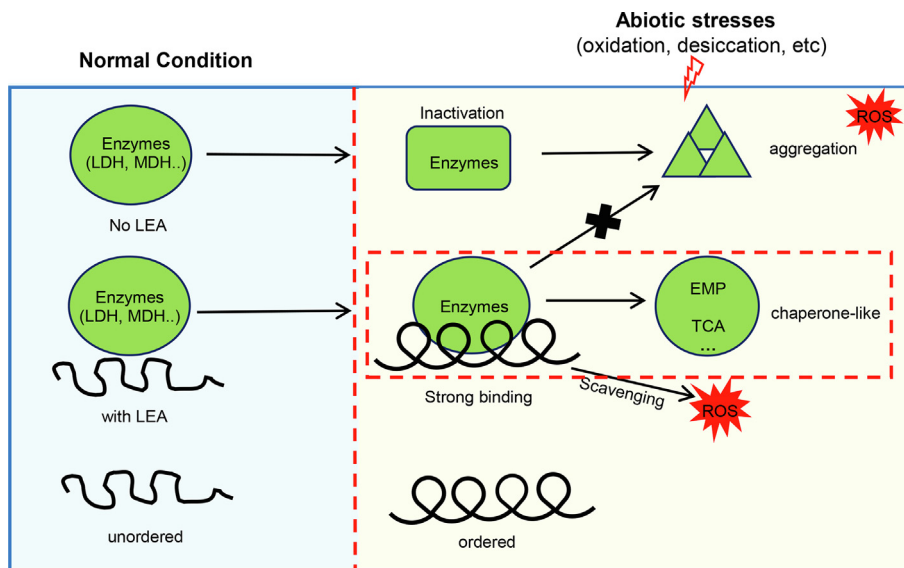 Abiotic stresses
(oxidation, desiccation, etc)
Normal Condition
Inactivation
ROS
Enzymes
(LDH, MDH..)
Enzymes
aggregation
No LEA
Enzymes
(LDH, MDH..)
Enzymes
EMP
TCA
...
chaperone-like
with LEA
Strong binding
Scavenging
ROS
unordered
ordered